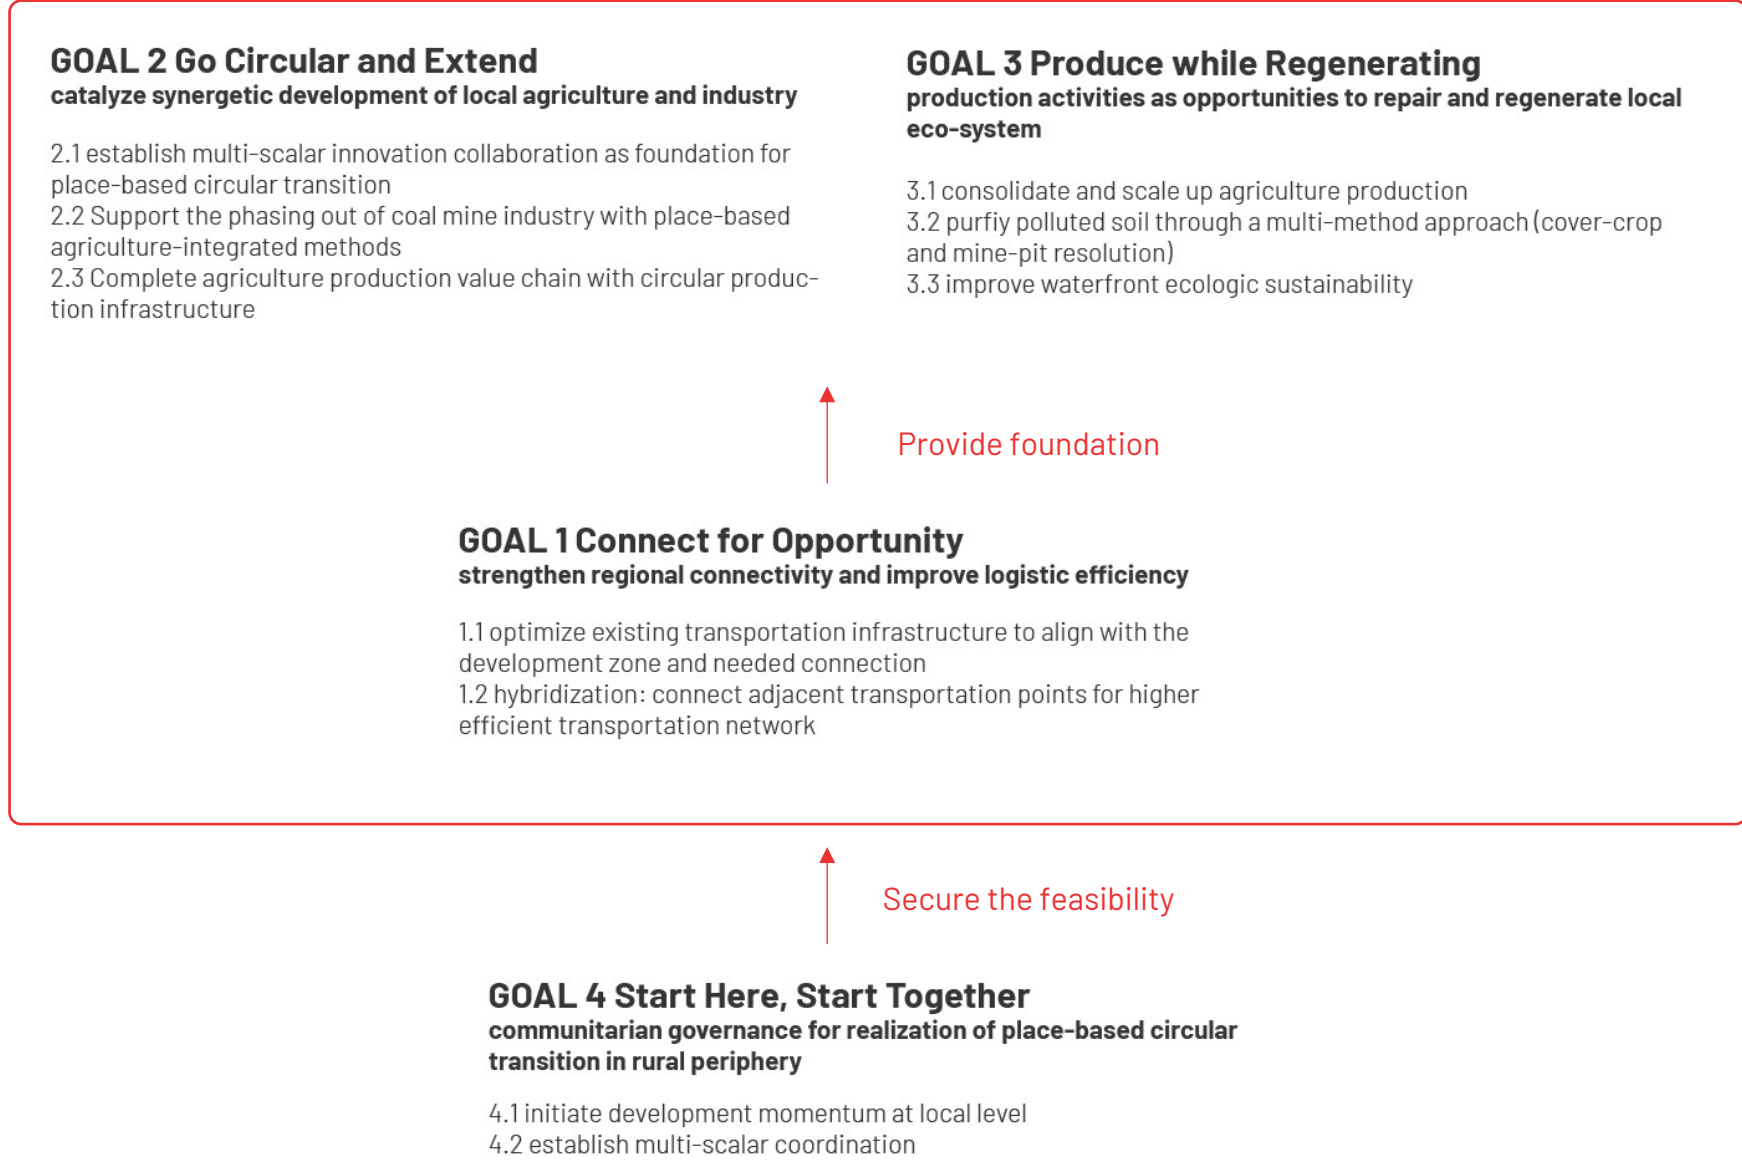 GOAL 2 Go Circular and Extend
catalyze synergetic development of local agriculture and industry
2.1 establish multi-scalar innovation collaboration as foundation for
place-based circular transition
2.2 Support the phasing out of coal mine industry with place-based
agriculture-integrated methods
2.3 Complete agriculture production value chain with circular produc-
tion infrastructure
GOAL 3 Produce while Regenerating
production activities as opportunities to repair and regenerate local
eco-system
3.1 consolidate and scale up agriculture production
3.2 purfiy polluted soil through a multi-method approach (cover-crop
and mine-pit resolution)
3.3 improve waterfront ecologic sustainability
Provide foundation
GOAL 1 Connect for Opportunity
strengthen regional connectivity and improve logistic efficiency
1.1 optimize existing transportation infrastructure to align with the
development zone and needed connection
1.2 hybridization: connect adjacent transportation points for higher
efficient transportation network
Secure the feasibility
GOAL 4 Start Here, Start Together
communitarian governance for realization of place-based circular
transition in rural periphery
4.1 initiate development momentum at local level
4.2 establish multi-scalar coordination